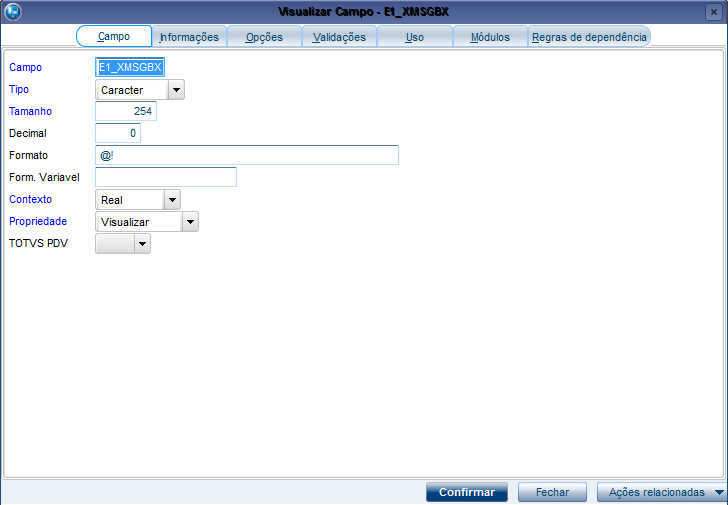 Visualizar Campo - E1_XMSGBX
Campo Informações Opções Validações Uso Módulos Regras de dependência
Campo E1_XMSGBX
Tipo Caracter
Tamanho 254
Decimal 0
Formato @!
Form. Variavel
Contexto Real
Propriedade Visualizar
TOTVS PDV
Confirmar Fechar Ações relacionadas